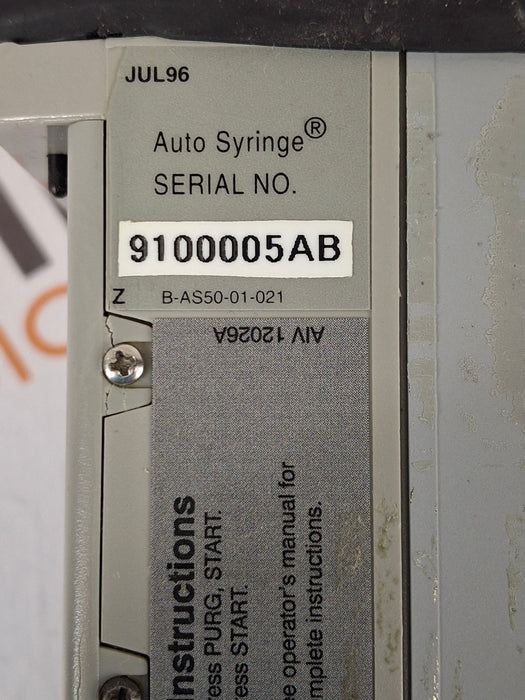 JUL96
Auto Syringe®
SERIAL NO.
9100005AB
Z B-AS50-01-021
AIV 12026A
nstructions
ress PURG, START.
ess START.
e operator's manual for
mplete instructions.